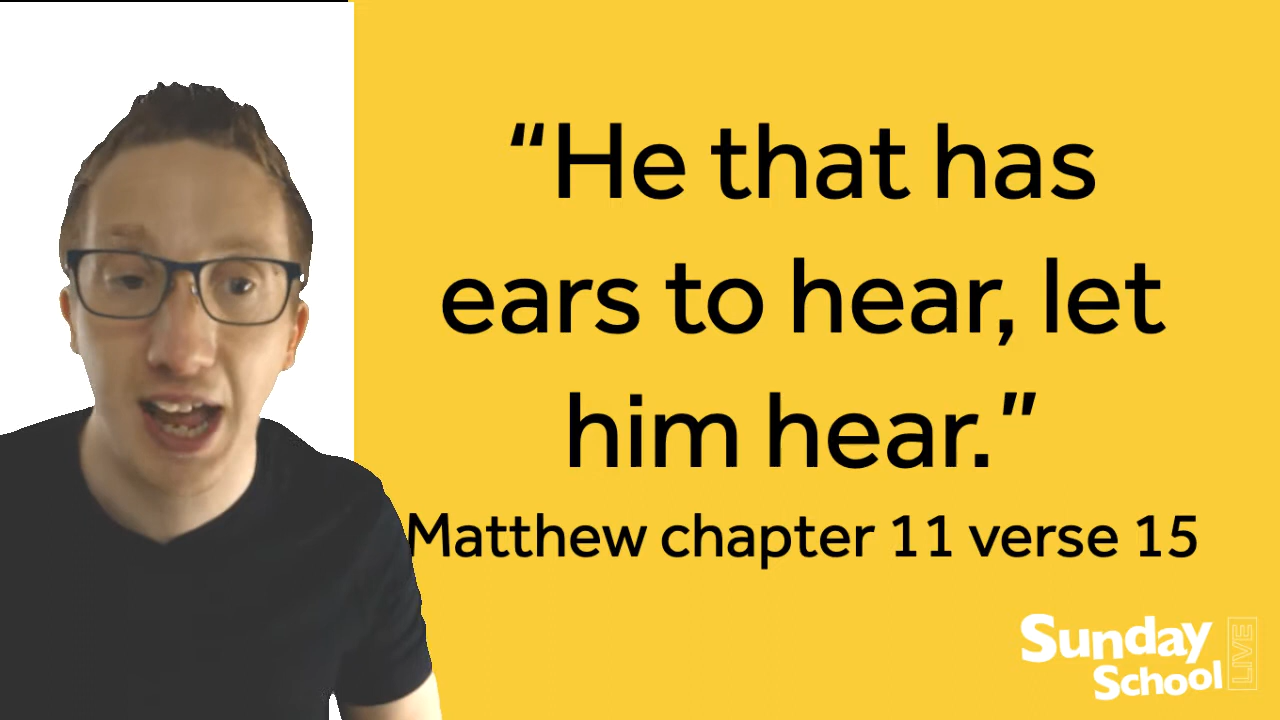 “He that has
ears to hear, let
him hear.”
Matthew chapter 11 verse 15
Sunday
School
LIVE